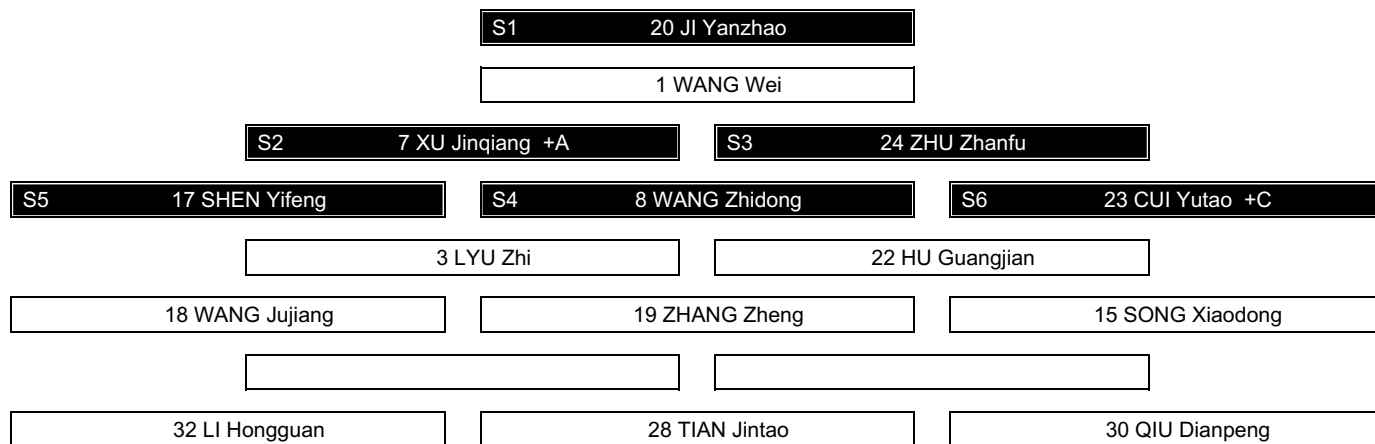 S1 20 JI Yanzhao
1 WANG Wei
S2 7 XU Jinqiang +A S3 24 ZHU Zhanfu
S5 17 SHEN Yifeng S4 8 WANG Zhidong S6 23 CUI Yutao +C
3 LYU Zhi 22 HU Guangjian
18 WANG Jujiang 19 ZHANG Zheng 15 SONG Xiaodong
32 LI Hongguan 28 TIAN Jintao 30 QIU Dianpeng